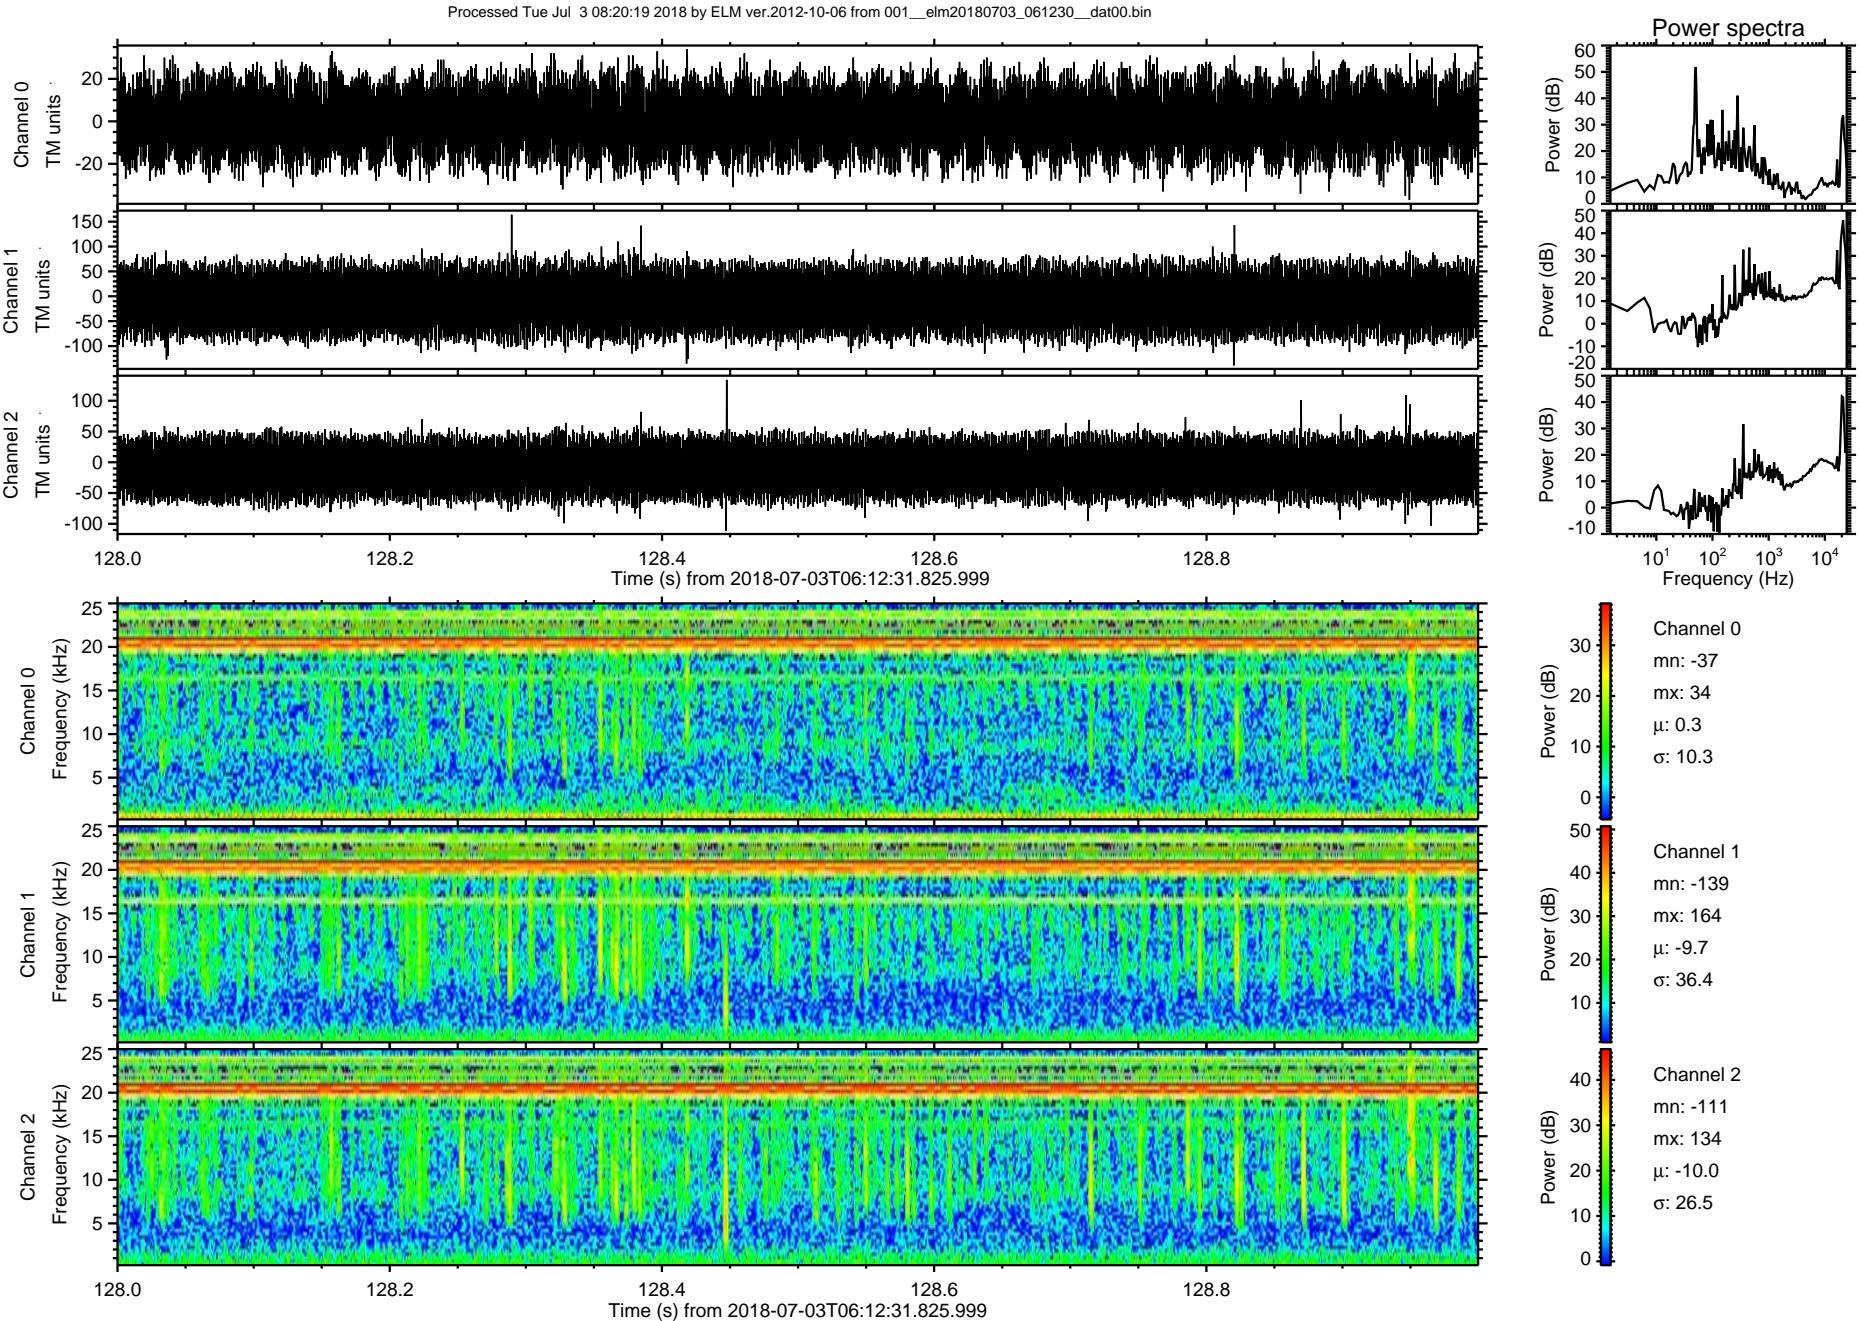 Processed Tue Jul 3 08:20:19 2018 by ELM ver.2012-10-06 from 001__elm20180703_061230__dat00.bin
Power spectra
Channel 0
TM units
20
0
-20
Power (dB)
60
50
40
30
20
10
0
Channel 1
TM units
150
100
50
0
-50
-100
Power (dB)
50
40
30
20
10
0
-10
-20
Channel 2
TM units
100
50
0
-50
-100
Power (dB)
50
40
30
20
10
0
-10
128.0 128.2 128.4 128.6 128.8
Time (s) from 2018-07-03T06:12:31.825.999
10¹ 10² 10³ 10⁴
Frequency (Hz)
Channel 0
Frequency (kHz)
25
20
15
10
5
Power (dB)
30
20
10
0
Channel 0
mn: -37
mx: 34
μ: 0.3
σ: 10.3
Channel 1
Frequency (kHz)
25
20
15
10
5
Power (dB)
50
40
30
20
10
Channel 1
mn: -139
mx: 164
μ: -9.7
σ: 36.4
Channel 2
Frequency (kHz)
25
20
15
10
5
Power (dB)
40
30
20
10
0
Channel 2
mn: -111
mx: 134
μ: -10.0
σ: 26.5
128.0 128.2 128.4 128.6 128.8
Time (s) from 2018-07-03T06:12:31.825.999